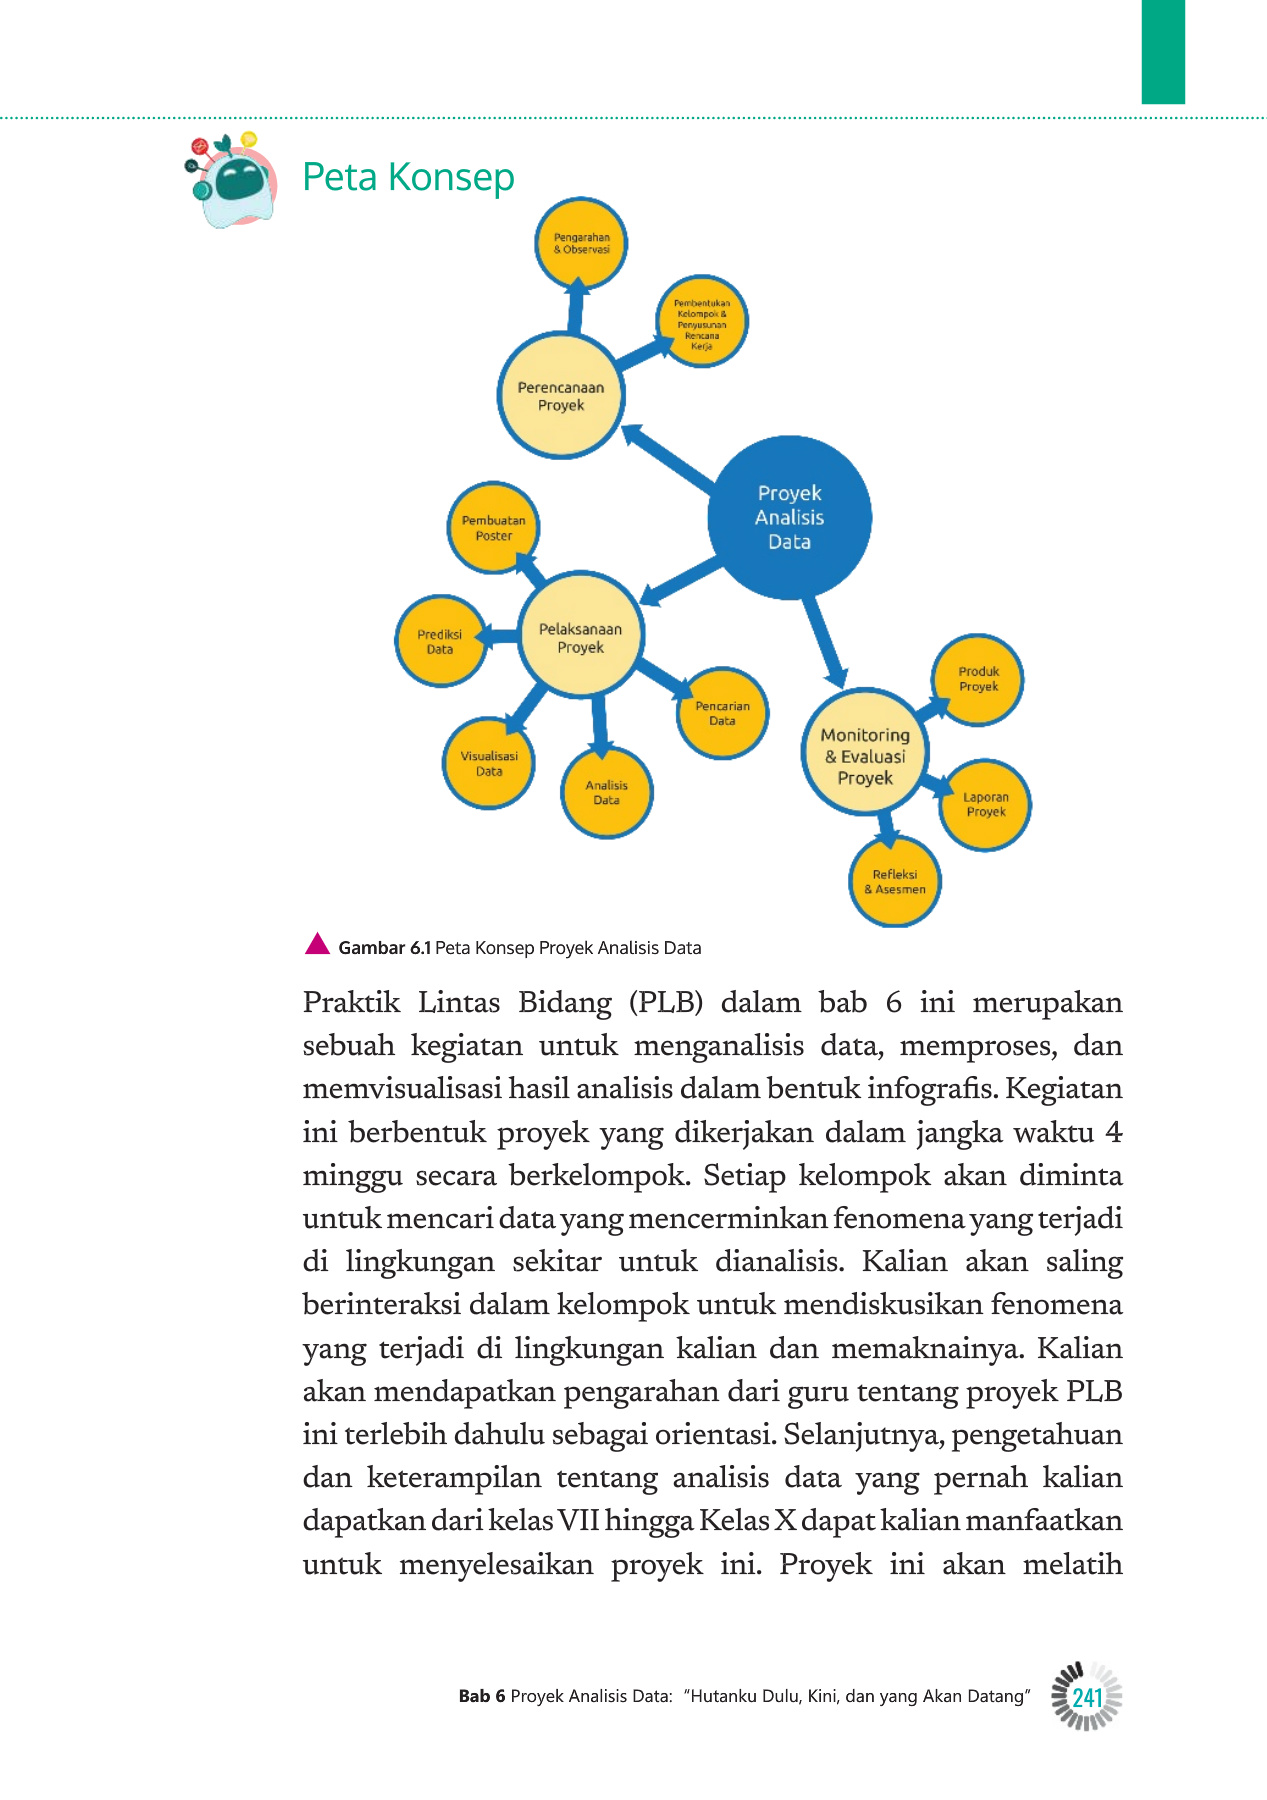 Peta Konsep
Pengarahan
& Observasi
Pembentukan
Kelompok &
Penyusunan
Rencana
Kerja
Perencanaan
Proyek
Proyek
Analisis
Data
Pembuatan
Poster
Prediksi
Data
Pelaksanaan
Proyek
Visualisasi
Data
Analisis
Data
Pencarian
Data
Monitoring
& Evaluasi
Proyek
Produk
Proyek
Laporan
Proyek
Refleksi
& Asesmen
Gambar 6.1 Peta Konsep Proyek Analisis Data
Praktik Lintas Bidang (PLB) dalam bab 6 ini merupakan
sebuah kegiatan untuk menganalisis data, memproses, dan
memvisualisasi hasil analisis dalam bentuk infografis. Kegiatan
ini berbentuk proyek yang dikerjakan dalam jangka waktu 4
minggu secara berkelompok. Setiap kelompok akan diminta
untuk mencari data yang mencerminkan fenomena yang terjadi
di lingkungan sekitar untuk dianalisis. Kalian akan saling
berinteraksi dalam kelompok untuk mendiskusikan fenomena
yang terjadi di lingkungan kalian dan memaknainya. Kalian
akan mendapatkan pengarahan dari guru tentang proyek PLB
ini terlebih dahulu sebagai orientasi. Selanjutnya, pengetahuan
dan keterampilan tentang analisis data yang pernah kalian
dapatkan dari kelas VII hingga Kelas X dapat kalian manfaatkan
untuk menyelesaikan proyek ini. Proyek ini akan melatih
Bab 6 Proyek Analisis Data: “Hutanku Dulu, Kini, dan yang Akan Datang”
241